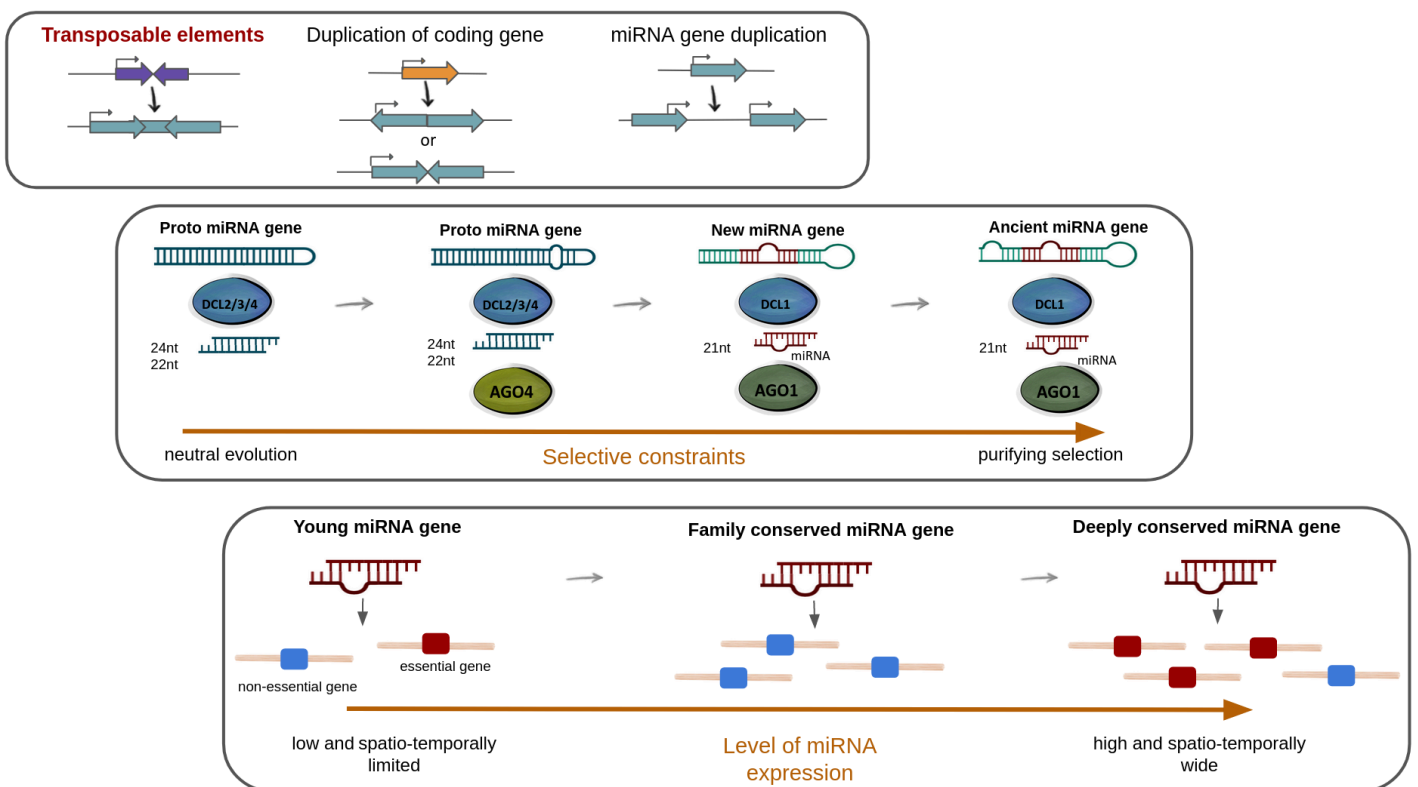 Transposable elements
Duplication of coding gene
miRNA gene duplication
or
Proto miRNA gene
Proto miRNA gene
New miRNA gene
Ancient miRNA gene
DCL2/3/4
DCL2/3/4
DCL1
DCL1
24nt
22nt
24nt
22nt
21nt
miRNA
21nt
miRNA
AGO4
AGO1
AGO1
neutral evolution
Selective constraints
purifying selection
Young miRNA gene
Family conserved miRNA gene
Deeply conserved miRNA gene
essential gene
non-essential gene
low and spatio-temporally
limited
Level of miRNA
expression
high and spatio-temporally
wide